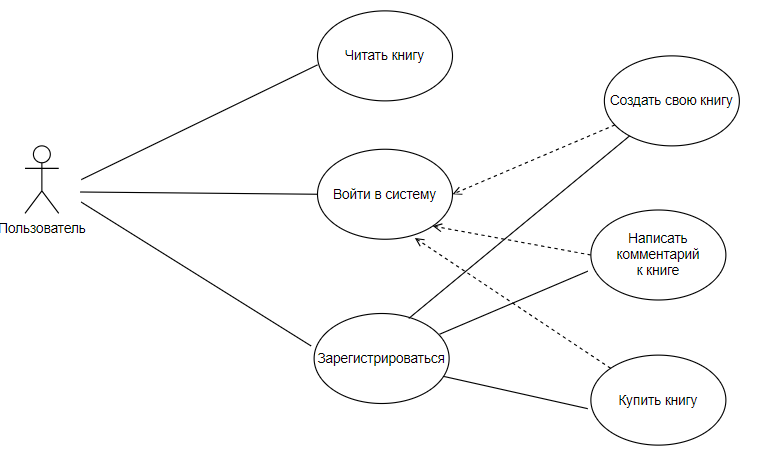 Читать книгу
Создать свою книгу
Войти в систему
Пользователь
Написать
комментарий
к книге
Зарегистрироваться
Купить книгу